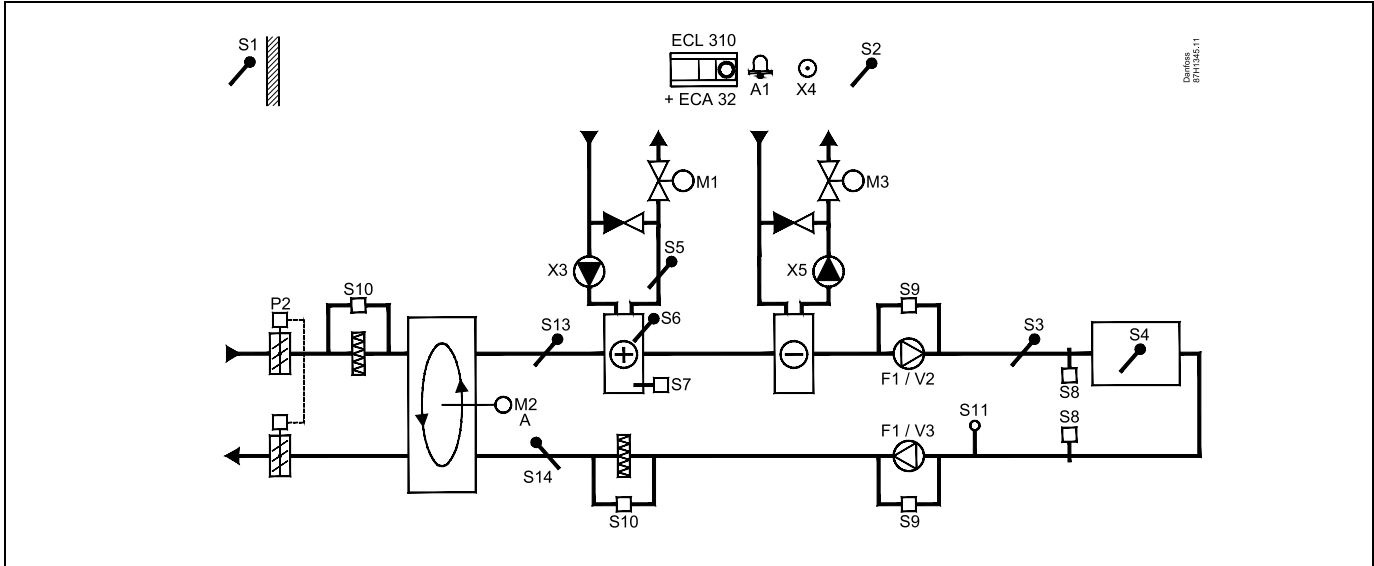 S1
ECL 310
+ ECA 32
A1
X4
S2
Danfoss
87H1345.11
M1
M3
S5
X3
X5
S10
P2
S13
S6
S9
S3
S4
F1 / V2
S7
S8
M2
A
S11
S8
F1 / V3
S14
S10
S9